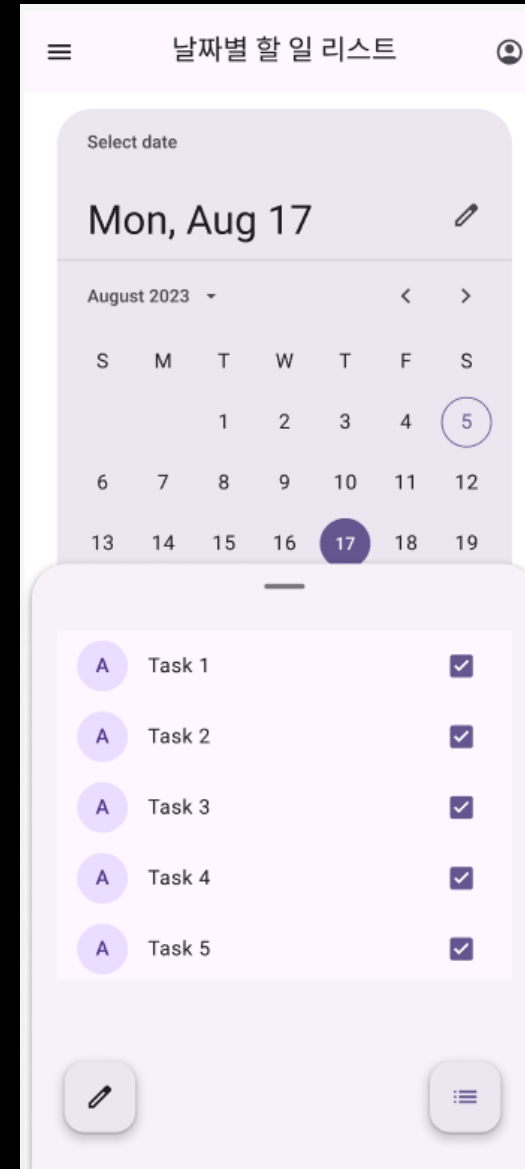 날짜별 할 일 리스트
Select date
Mon, Aug 17
August 2023
S M T W T F S
1 2 3 4 5
6 7 8 9 10 11 12
13 14 15 16 17 18 19
A Task 1
A Task 2
A Task 3
A Task 4
A Task 5